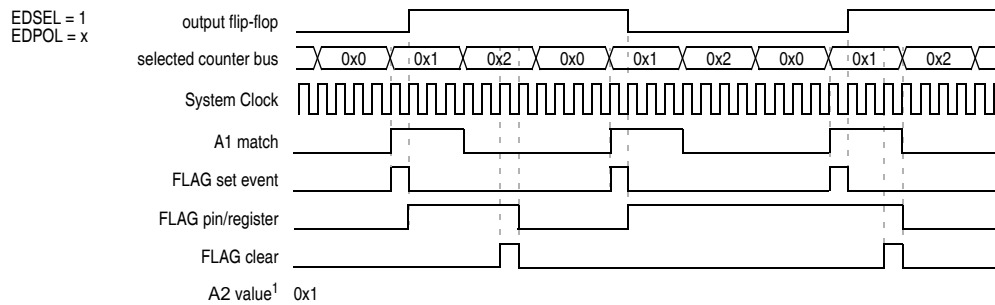 EDSEL = 1
EDPOL = x
output flip-flop
selected counter bus 0x0 0x1 0x2 0x0 0x1 0x2 0x0 0x1 0x2
System Clock
A1 match
FLAG set event
FLAG pin/register
FLAG clear
A2 value1 0x1